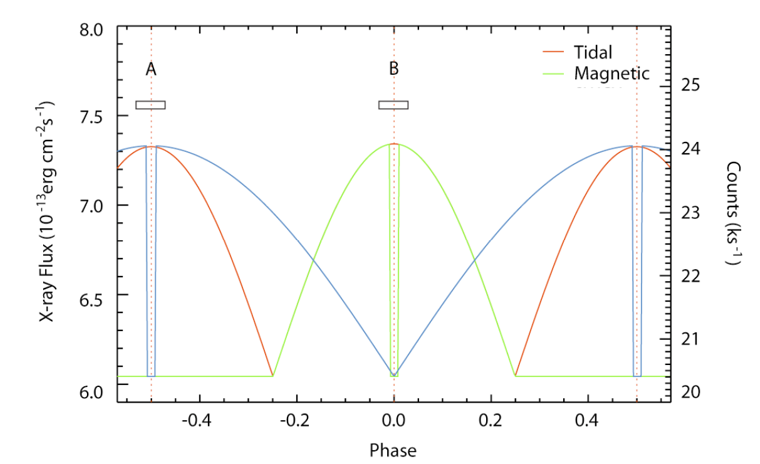 8.0
7.5
7.0
6.5
6.0
X-ray Flux (10⁻¹³erg cm⁻²s⁻¹)
A
B
Tidal
Magnetic
25
24
23
22
21
20
Counts (ks⁻¹)
-0.4
-0.2
0.0
0.2
0.4
Phase